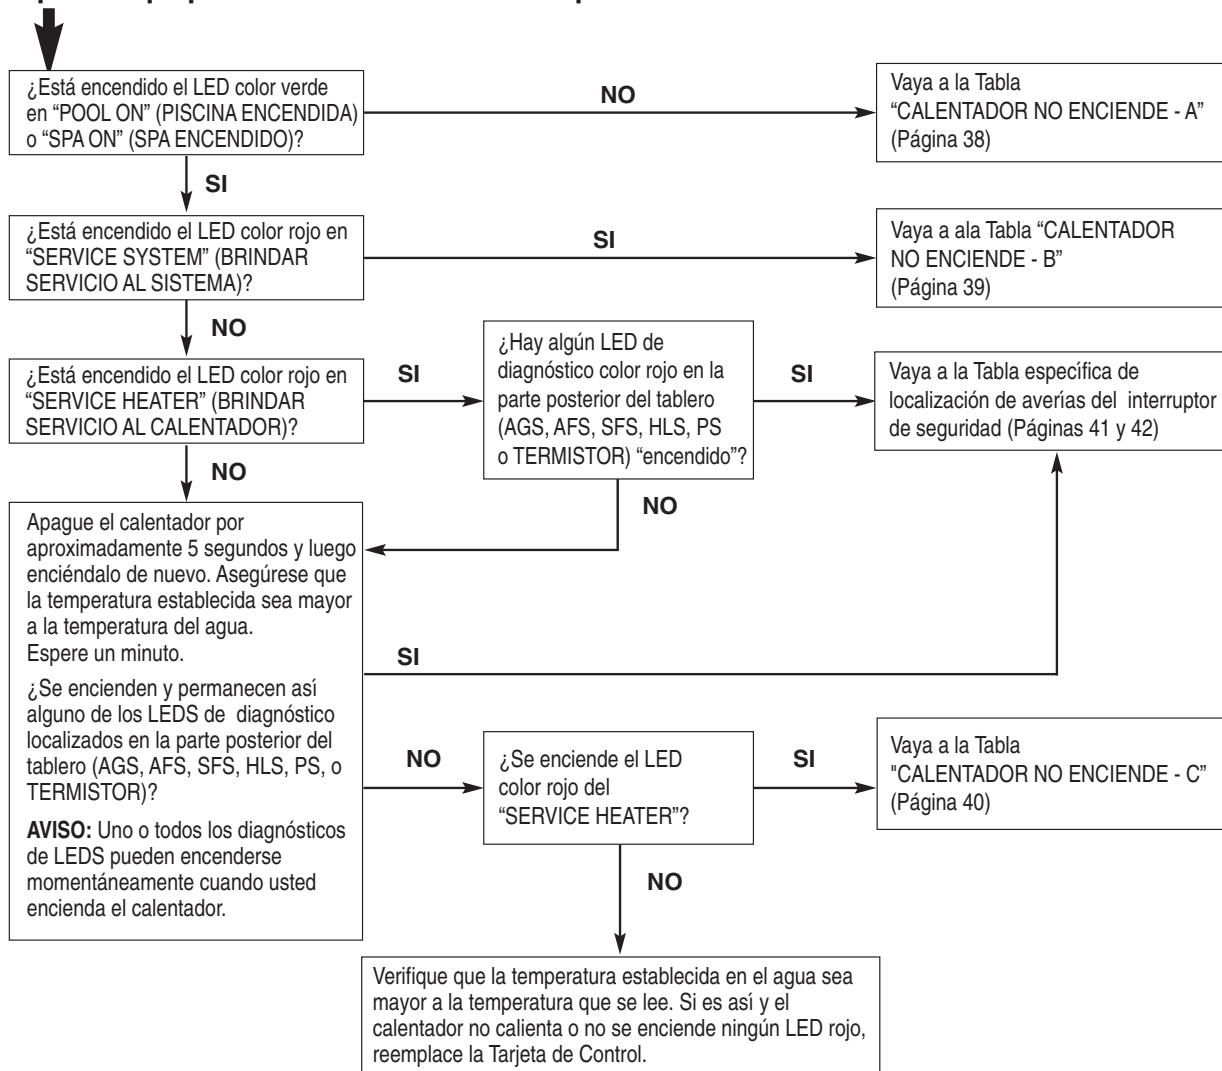 ¿Está encendido el LED color verde
en “POOL ON” (PISCINA ENCENDIDA)
o “SPA ON” (SPA ENCENDIDO)?
NO
Vaya a la Tabla
“CALENTADOR NO ENCIENDE - A”
(Página 38)
SI
¿Está encendido el LED color rojo en
“SERVICE SYSTEM” (BRINDAR
SERVICIO AL SISTEMA)?
SI
Vaya a ala Tabla “CALENTADOR
NO ENCIENDE - B”
(Página 39)
NO
¿Está encendido el LED color rojo en
“SERVICE HEATER” (BRINDAR
SERVICIO AL CALENTADOR)?
SI
¿Hay algún LED de
diagnóstico color rojo en la
parte posterior del tablero
(AGS, AFS, SFS, HLS, PS
o TERMISTOR) “encendido”?
SI
Vaya a la Tabla específica de
localización de averías del interruptor
de seguridad (Páginas 41 y 42)
NO
NO
Apague el calentador por
aproximadamente 5 segundos y luego
enciéndalo de nuevo. Asegúrese que
la temperatura establecida sea mayor
a la temperatura del agua.
Espere un minuto.
¿Se encienden y permanecen así
alguno de los LEDS de diagnóstico
localizados en la parte posterior del
tablero (AGS, AFS, SFS, HLS, PS, o
TERMISTOR)?
AVISO: Uno o todos los diagnósticos
de LEDS pueden encenderse
momentáneamente cuando usted
encienda el calentador.
SI
NO
¿Se enciende el LED
color rojo del
“SERVICE HEATER”?
SI
Vaya a la Tabla
"CALENTADOR NO ENCIENDE - C”
(Página 40)
NO
Verifique que la temperatura establecida en el agua sea
mayor a la temperatura que se lee. Si es así y el
calentador no calienta o no se enciende ningún LED rojo,
reemplace la Tarjeta de Control.